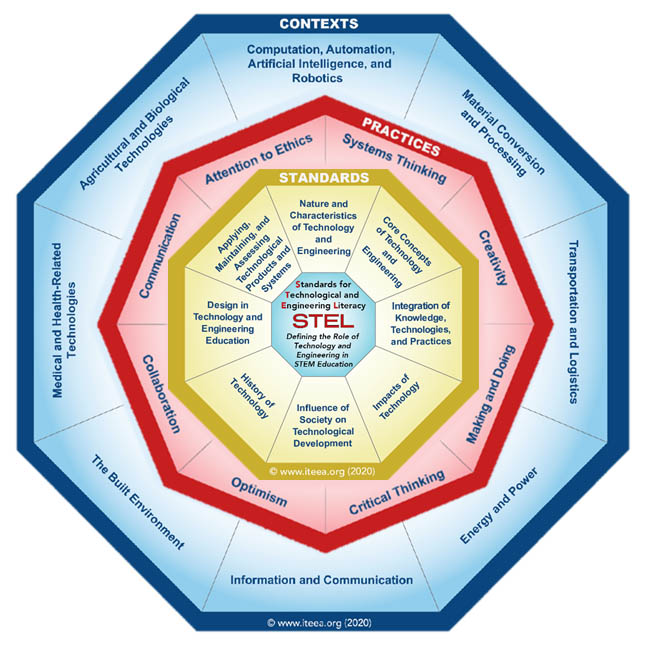 CONTEXTS
Computation, Automation,
Artificial Intelligence, and
Robotics
Material Conversion
and Processing
Transportation and Logistics
Energy and Power
Information and Communication
The Built Environment
Medical and Health-Related
Technologies
Agricultural and Biological
Technologies
PRACTICES
Systems Thinking
Creativity
Making and Doing
Critical Thinking
Optimism
Collaboration
Communication
Attention to Ethics
STANDARDS
Nature and
Characteristics
of Technology
and
Engineering
Core Concepts
of Technology
and
Engineering
Integration of
Knowledge,
Technologies,
and Practices
Impacts of
Technology
Influence of
Society on
Technological
Development
History of
Technology
Design in
Technology and
Engineering
Education
Applying,
Maintaining, and
Assessing
Technological
Products and
Systems
Standards for
Technological and
Engineering Literacy
STEL
Defining the Role of
Technology and
Engineering in
STEM Education
© www.iteea.org (2020)
© www.iteea.org (2020)